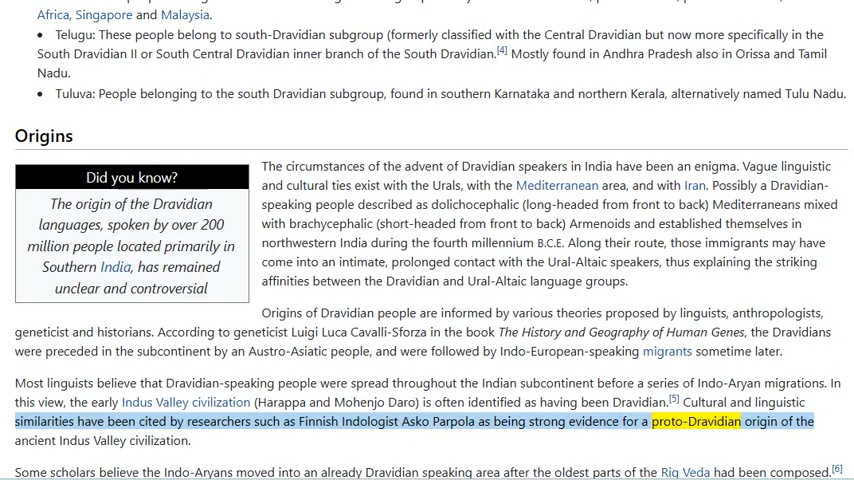 Africa, Singapore and Malaysia.
• Telugu: These people belong to south-Dravidian subgroup (formerly classified with the Central Dravidian but now more specifically in the
South Dravidian II or South Central Dravidian inner branch of the South Dravidian.[4] Mostly found in Andhra Pradesh also in Orissa and Tamil
Nadu.
• Tuluva: People belonging to the south Dravidian subgroup, found in southern Karnataka and northern Kerala, alternatively named Tulu Nadu.
Origins
Did you know?
The origin of the Dravidian
languages, spoken by over 200
million people located primarily in
Southern India, has remained
unclear and controversial
The circumstances of the advent of Dravidian speakers in India have been an enigma. Vague linguistic
and cultural ties exist with the Urals, with the Mediterranean area, and with Iran. Possibly a Dravidian-
speaking people described as dolichocephalic (long-headed from front to back) Mediterraneans mixed
with brachycephalic (short-headed from front to back) Armenoids and established themselves in
northwestern India during the fourth millennium B.C.E. Along their route, those immigrants may have
come into an intimate, prolonged contact with the Ural-Altaic speakers, thus explaining the striking
affinities between the Dravidian and Ural-Altaic language groups.
Origins of Dravidian people are informed by various theories proposed by linguists, anthropologists,
geneticist and historians. According to geneticist Luigi Luca Cavalli-Sforza in the book The History and Geography of Human Genes, the Dravidians
were preceded in the subcontinent by an Austro-Asiatic people, and were followed by Indo-European-speaking migrants sometime later.
Most linguists believe that Dravidian-speaking people were spread throughout the Indian subcontinent before a series of Indo-Aryan migrations. In
this view, the early Indus Valley civilization (Harappa and Mohenjo Daro) is often identified as having been Dravidian.[5] Cultural and linguistic
similarities have been cited by researchers such as Finnish Indologist Asko Parpola as being strong evidence for a proto-Dravidian origin of the
ancient Indus Valley civilization.
Some scholars believe the Indo-Aryans moved into an already Dravidian speaking area after the oldest parts of the Rig Veda had been composed.[6]